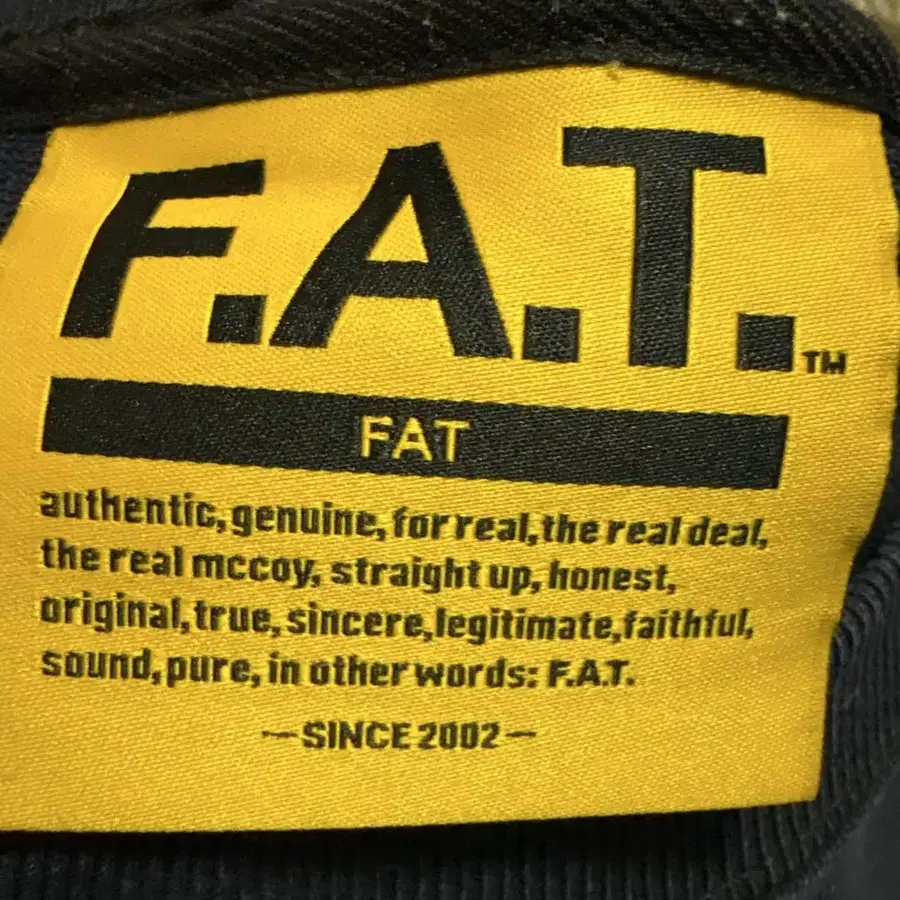 F.A.T.™
FAT
authentic, genuine, for real, the real deal,
the real mccoy, straight up, honest,
original, true, sincere, legitimate, faithful,
sound, pure, in other words: F.A.T.
—SINCE 2002—